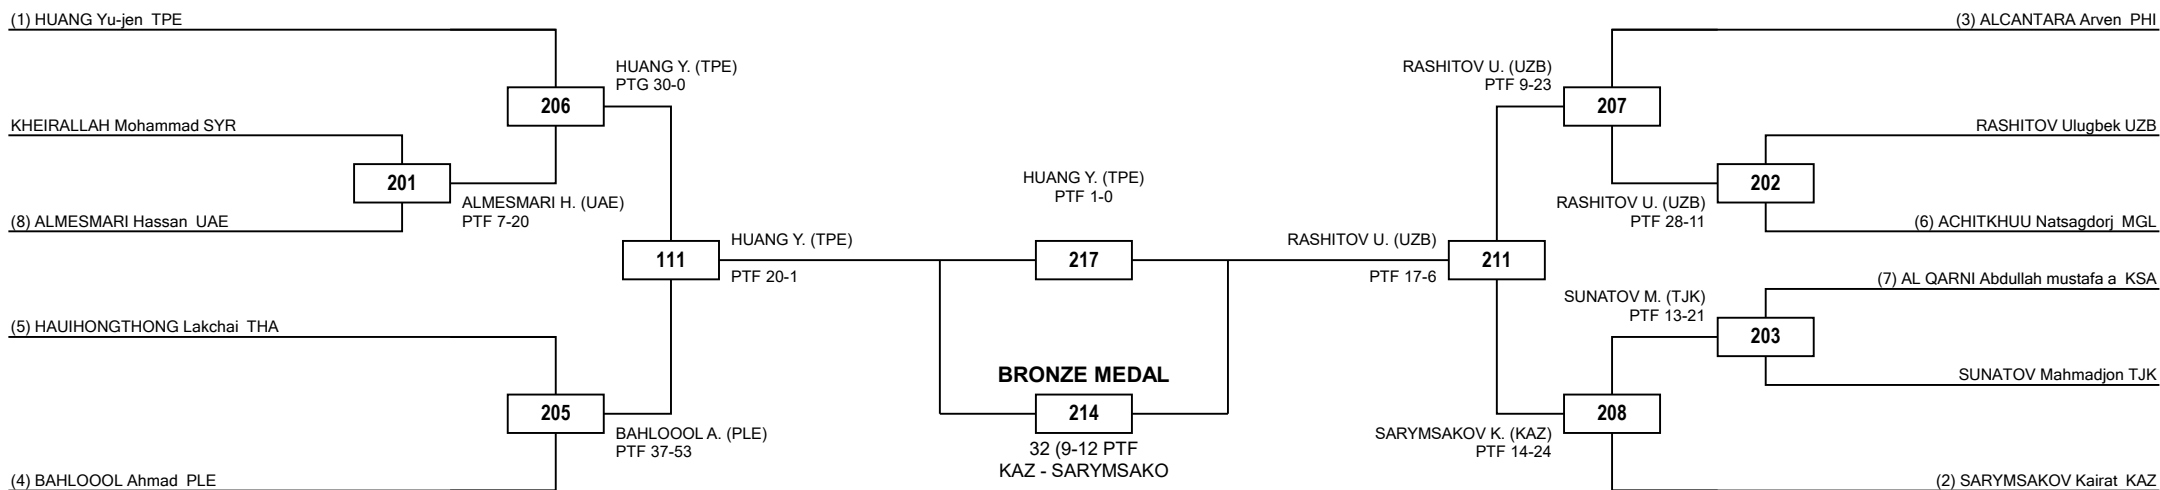 (1) HUANG Yu-jen TPE
(3) ALCANTARA Arven PHI
HUANG Y. (TPE)
PTG 30-0
RASHITOV U. (UZB)
PTF 9-23
206
207
KHEIRALLAH Mohammad SYR
RASHITOV Ulugbek UZB
201
HUANG Y. (TPE)
PTF 1-0
202
ALMESMARI H. (UAE)
PTF 7-20
RASHITOV U. (UZB)
PTF 28-11
(8) ALMESMARI Hassan UAE
(6) ACHITKHUU Natsagdorj MGL
111
HUANG Y. (TPE)
PTF 20-1
217
RASHITOV U. (UZB)
PTF 17-6
211
(7) AL QARNI Abdullah mustafa a KSA
SUNATOV M. (TJK)
PTF 13-21
(5) HAUIHONGTHONG Lakchai THA
203
BRONZE MEDAL
SUNATOV Mahmadjon TJK
205
214
208
BAHLOOOL A. (PLE)
PTF 37-53
32 (9-12 PTF
KAZ - SARYMSAKO
SARYMSAKOV K. (KAZ)
PTF 14-24
(4) BAHLOOOL Ahmad PLE
(2) SARYMSAKOV Kairat KAZ